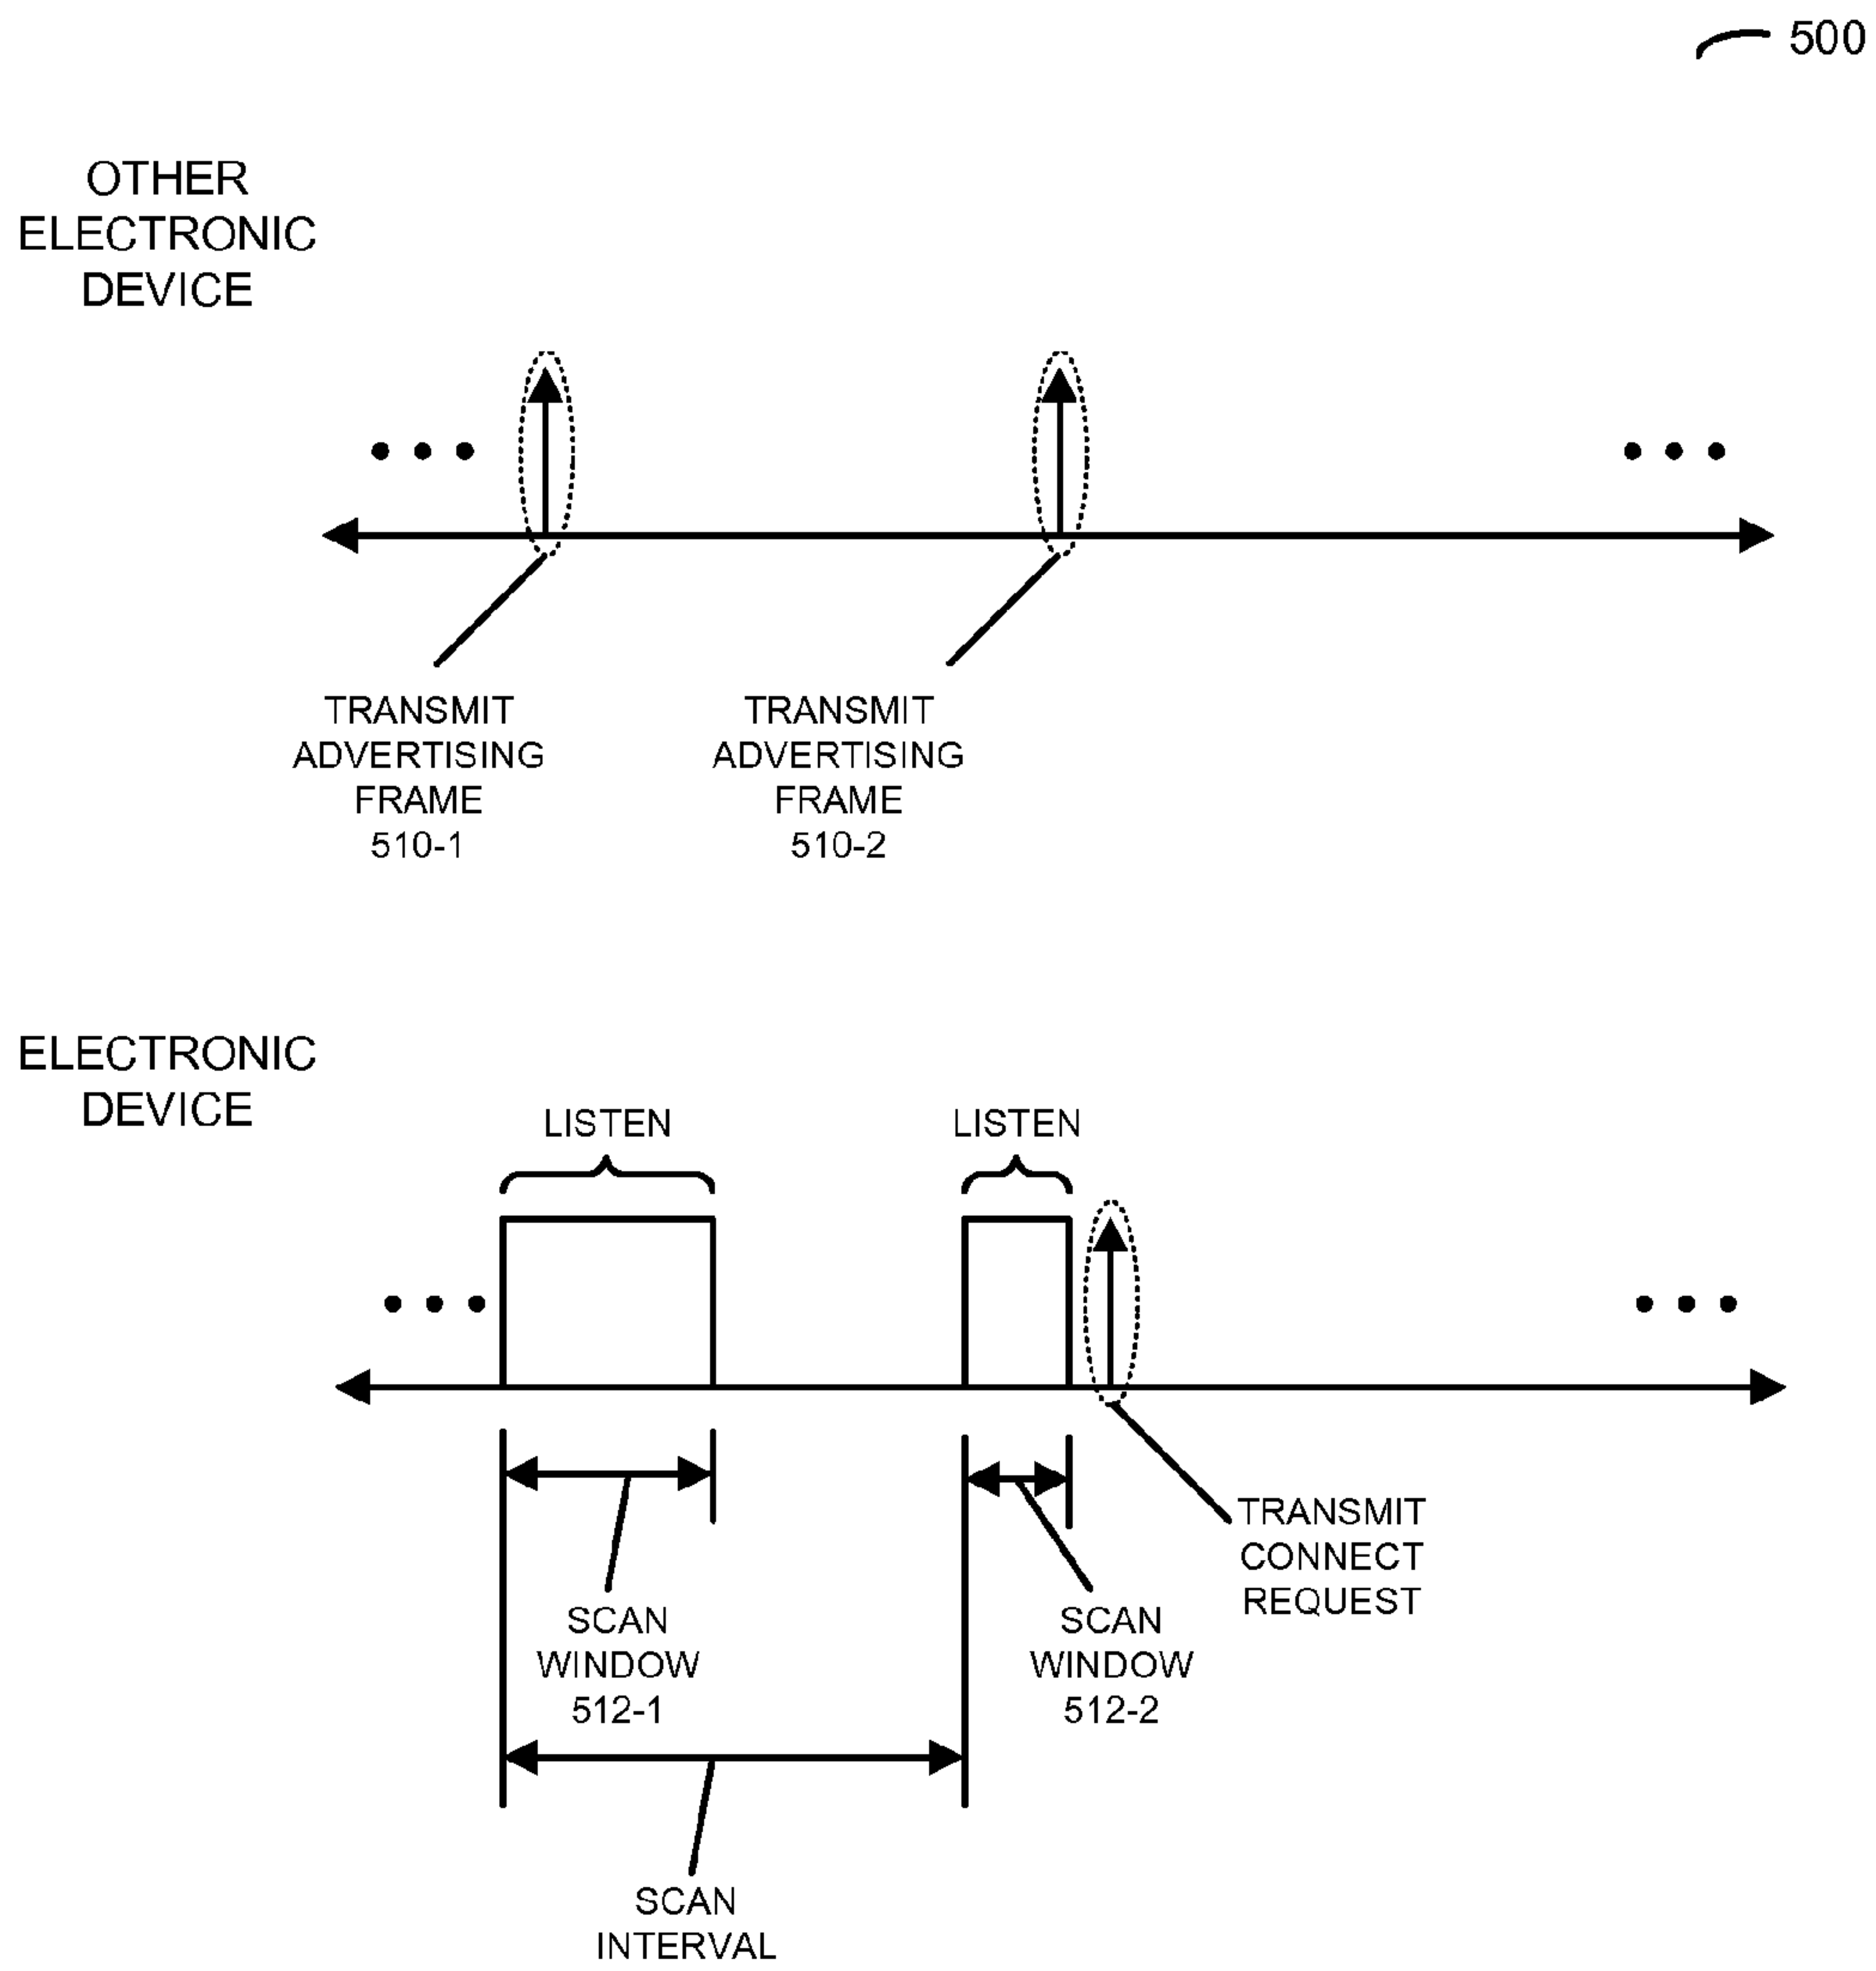 500
OTHER
ELECTRONIC
DEVICE
TRANSMIT
ADVERTISING
FRAME
510-1
TRANSMIT
ADVERTISING
FRAME
510-2
ELECTRONIC
DEVICE
LISTEN
LISTEN
TRANSMIT
CONNECT
REQUEST
SCAN
WINDOW
512-1
SCAN
WINDOW
512-2
SCAN
INTERVAL